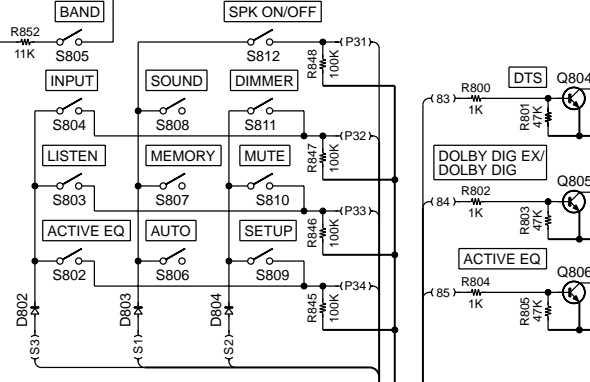 BAND
R852
11K
S805
SPK ON/OFF
S812
R848
100K
P31
INPUT
S804
SOUND
S808
DIMMER
S811
R847
100K
P32
LISTEN
S803
MEMORY
S807
MUTE
S810
R846
100K
P33
ACTIVE EQ
S802
AUTO
S806
SETUP
S809
R845
100K
P34
D802
D803
D804
S3
S1
S2
83
R800
1K
DTS
R801
47K
Q804
DOLBY DIG EX/
DOLBY DIG
84
R802
1K
R803
47K
Q805
ACTIVE EQ
85
R804
1K
R805
47K
Q806